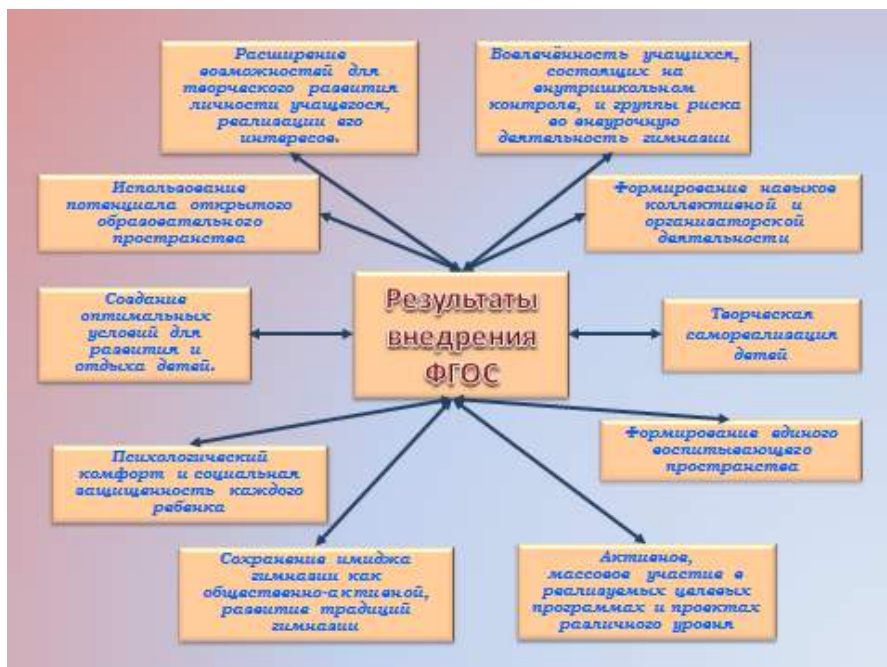 Расширение
возможностей для
творческого развития
личности учащегося,
реализации его
интересов.
Вовлечённость учащихся,
состоящих на
внутришкольном
контроле, и группы риска
во внеурочную
деятельность гимназии
Использование
потенциала открытого
образовательного
пространства
Формирование навыков
коллективной и
организаторской
деятельности
Создание
оптимальных
условий для
развития и
отдыха детей.
Результаты
внедрения
ФГОС
Творческая
самореализация
детей
Психологический
комфорт и социальная
защищенность каждого
ребенка
Формирование единого
воспитывающего
пространства
Сохранение имиджа
гимназии как
общественно-активной,
развитие традиций
гимназии
Активное,
массовое участие в
реализуемых целевых
программах и проектах
различного уровня